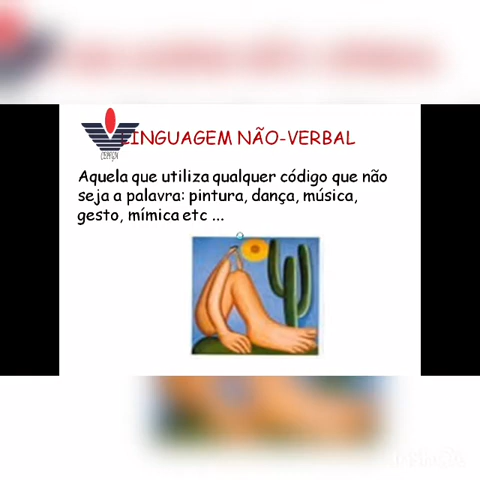 LINGUAGEM NÃO-VERBAL
Aquela que utiliza qualquer código que não
seja a palavra: pintura, dança, música,
gesto, mímica etc ...